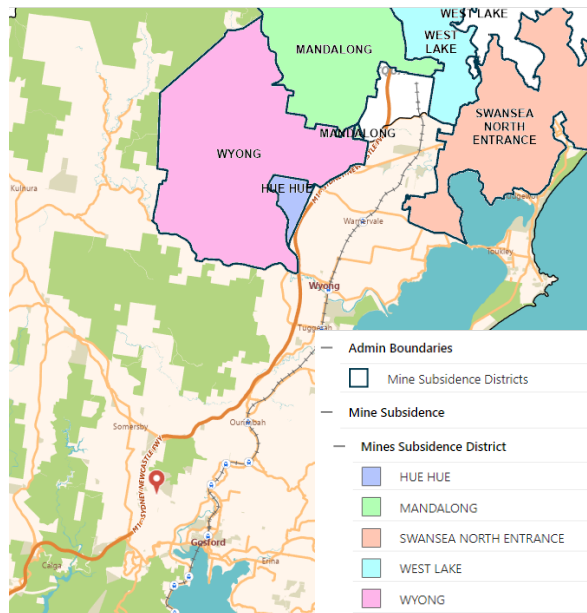 WEST LAKE
MANDALONG
WEST
LAKE
SWANSEA
NORTH
ENTRANCE
MANDALONG
WYONG
HUE HUE
Kulnura
Warnervale
Toukley
Wyong
Tuggerah
Somersby
Ourimbah
M1 SYDNEY-NEWCASTLE FWY
Gosford
Erina
Calga
Admin Boundaries
Mine Subsidence Districts
Mine Subsidence
Mines Subsidence District
HUE HUE
MANDALONG
SWANSEA NORTH ENTRANCE
WEST LAKE
WYONG